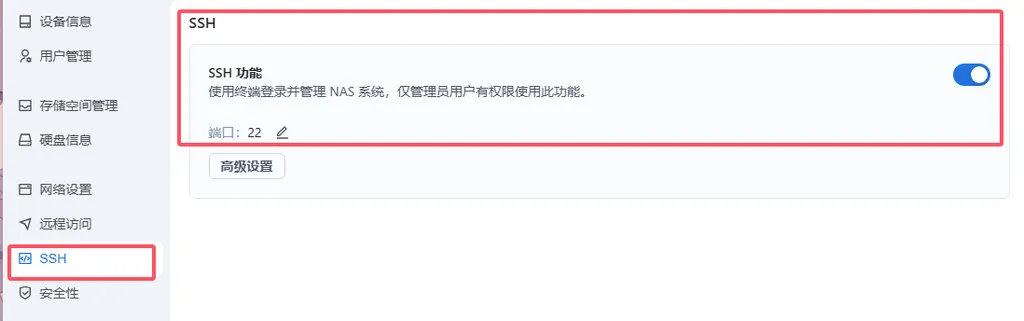 设备信息
用户管理
存储空间管理
硬盘信息
网络设置
远程访问
SSH
安全性
SSH
SSH 功能
使用终端登录并管理 NAS 系统，仅管理员用户有权限使用此功能。
端口：22
高级设置